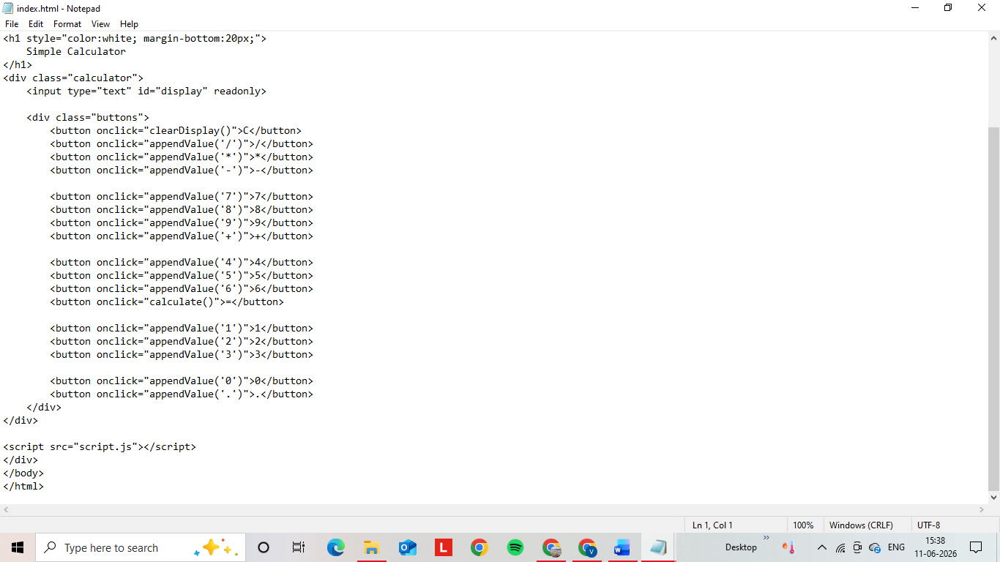 index.html - Notepad
File Edit Format View Help
<h1 style="color:white; margin-bottom:20px;">
    Simple Calculator
</h1>
<div class="calculator">
    <input type="text" id="display" readonly>

    <div class="buttons">
        <button onclick="clearDisplay()">C</button>
        <button onclick="appendValue('/')">/</button>
        <button onclick="appendValue('*')">*</button>
        <button onclick="appendValue('-')">-</button>

        <button onclick="appendValue('7')">7</button>
        <button onclick="appendValue('8')">8</button>
        <button onclick="appendValue('9')">9</button>
        <button onclick="appendValue('+')">+</button>

        <button onclick="appendValue('4')">4</button>
        <button onclick="appendValue('5')">5</button>
        <button onclick="appendValue('6')">6</button>
        <button onclick="calculate()">=</button>

        <button onclick="appendValue('1')">1</button>
        <button onclick="appendValue('2')">2</button>
        <button onclick="appendValue('3')">3</button>

        <button onclick="appendValue('0')">0</button>
        <button onclick="appendValue('.')">.</button>
    </div>
</div>

<script src="script.js"></script>
</div>
</body>
</html>
Ln 1, Col 1 100% Windows (CRLF) UTF-8
Type here to search L V W Desktop ENG 15:38
11-06-2026